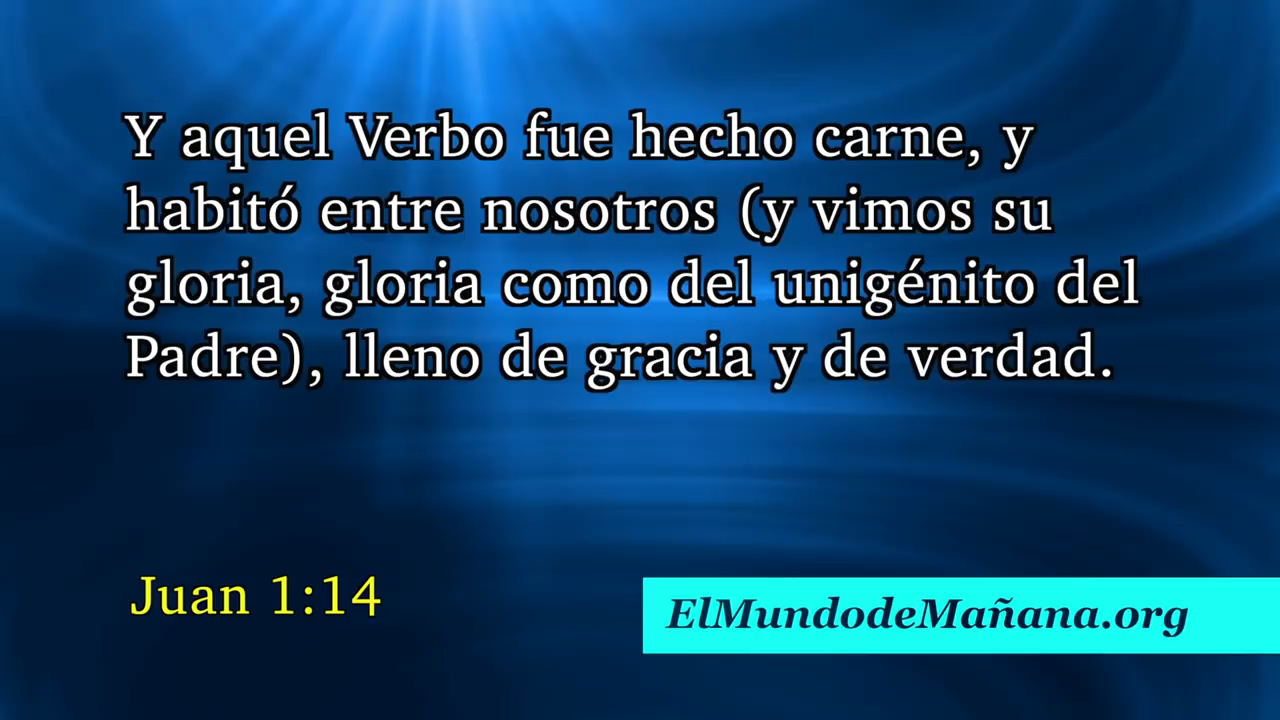 Y aquel Verbo fue hecho carne, y
habitó entre nosotros (y vimos su
gloria, gloria como del unigénito del
Padre), lleno de gracia y de verdad.
Juan 1:14
ElMundodeMañana.org